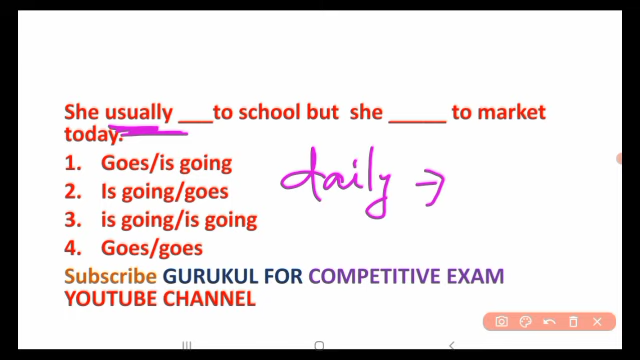 She usually ___to school but she _____ to market
today.
1. Goes/is going
2. Is going/goes
3. is going/is going
4. Goes/goes
daily →
Subscribe GURUKUL FOR COMPETITIVE EXAM
YOUTUBE CHANNEL